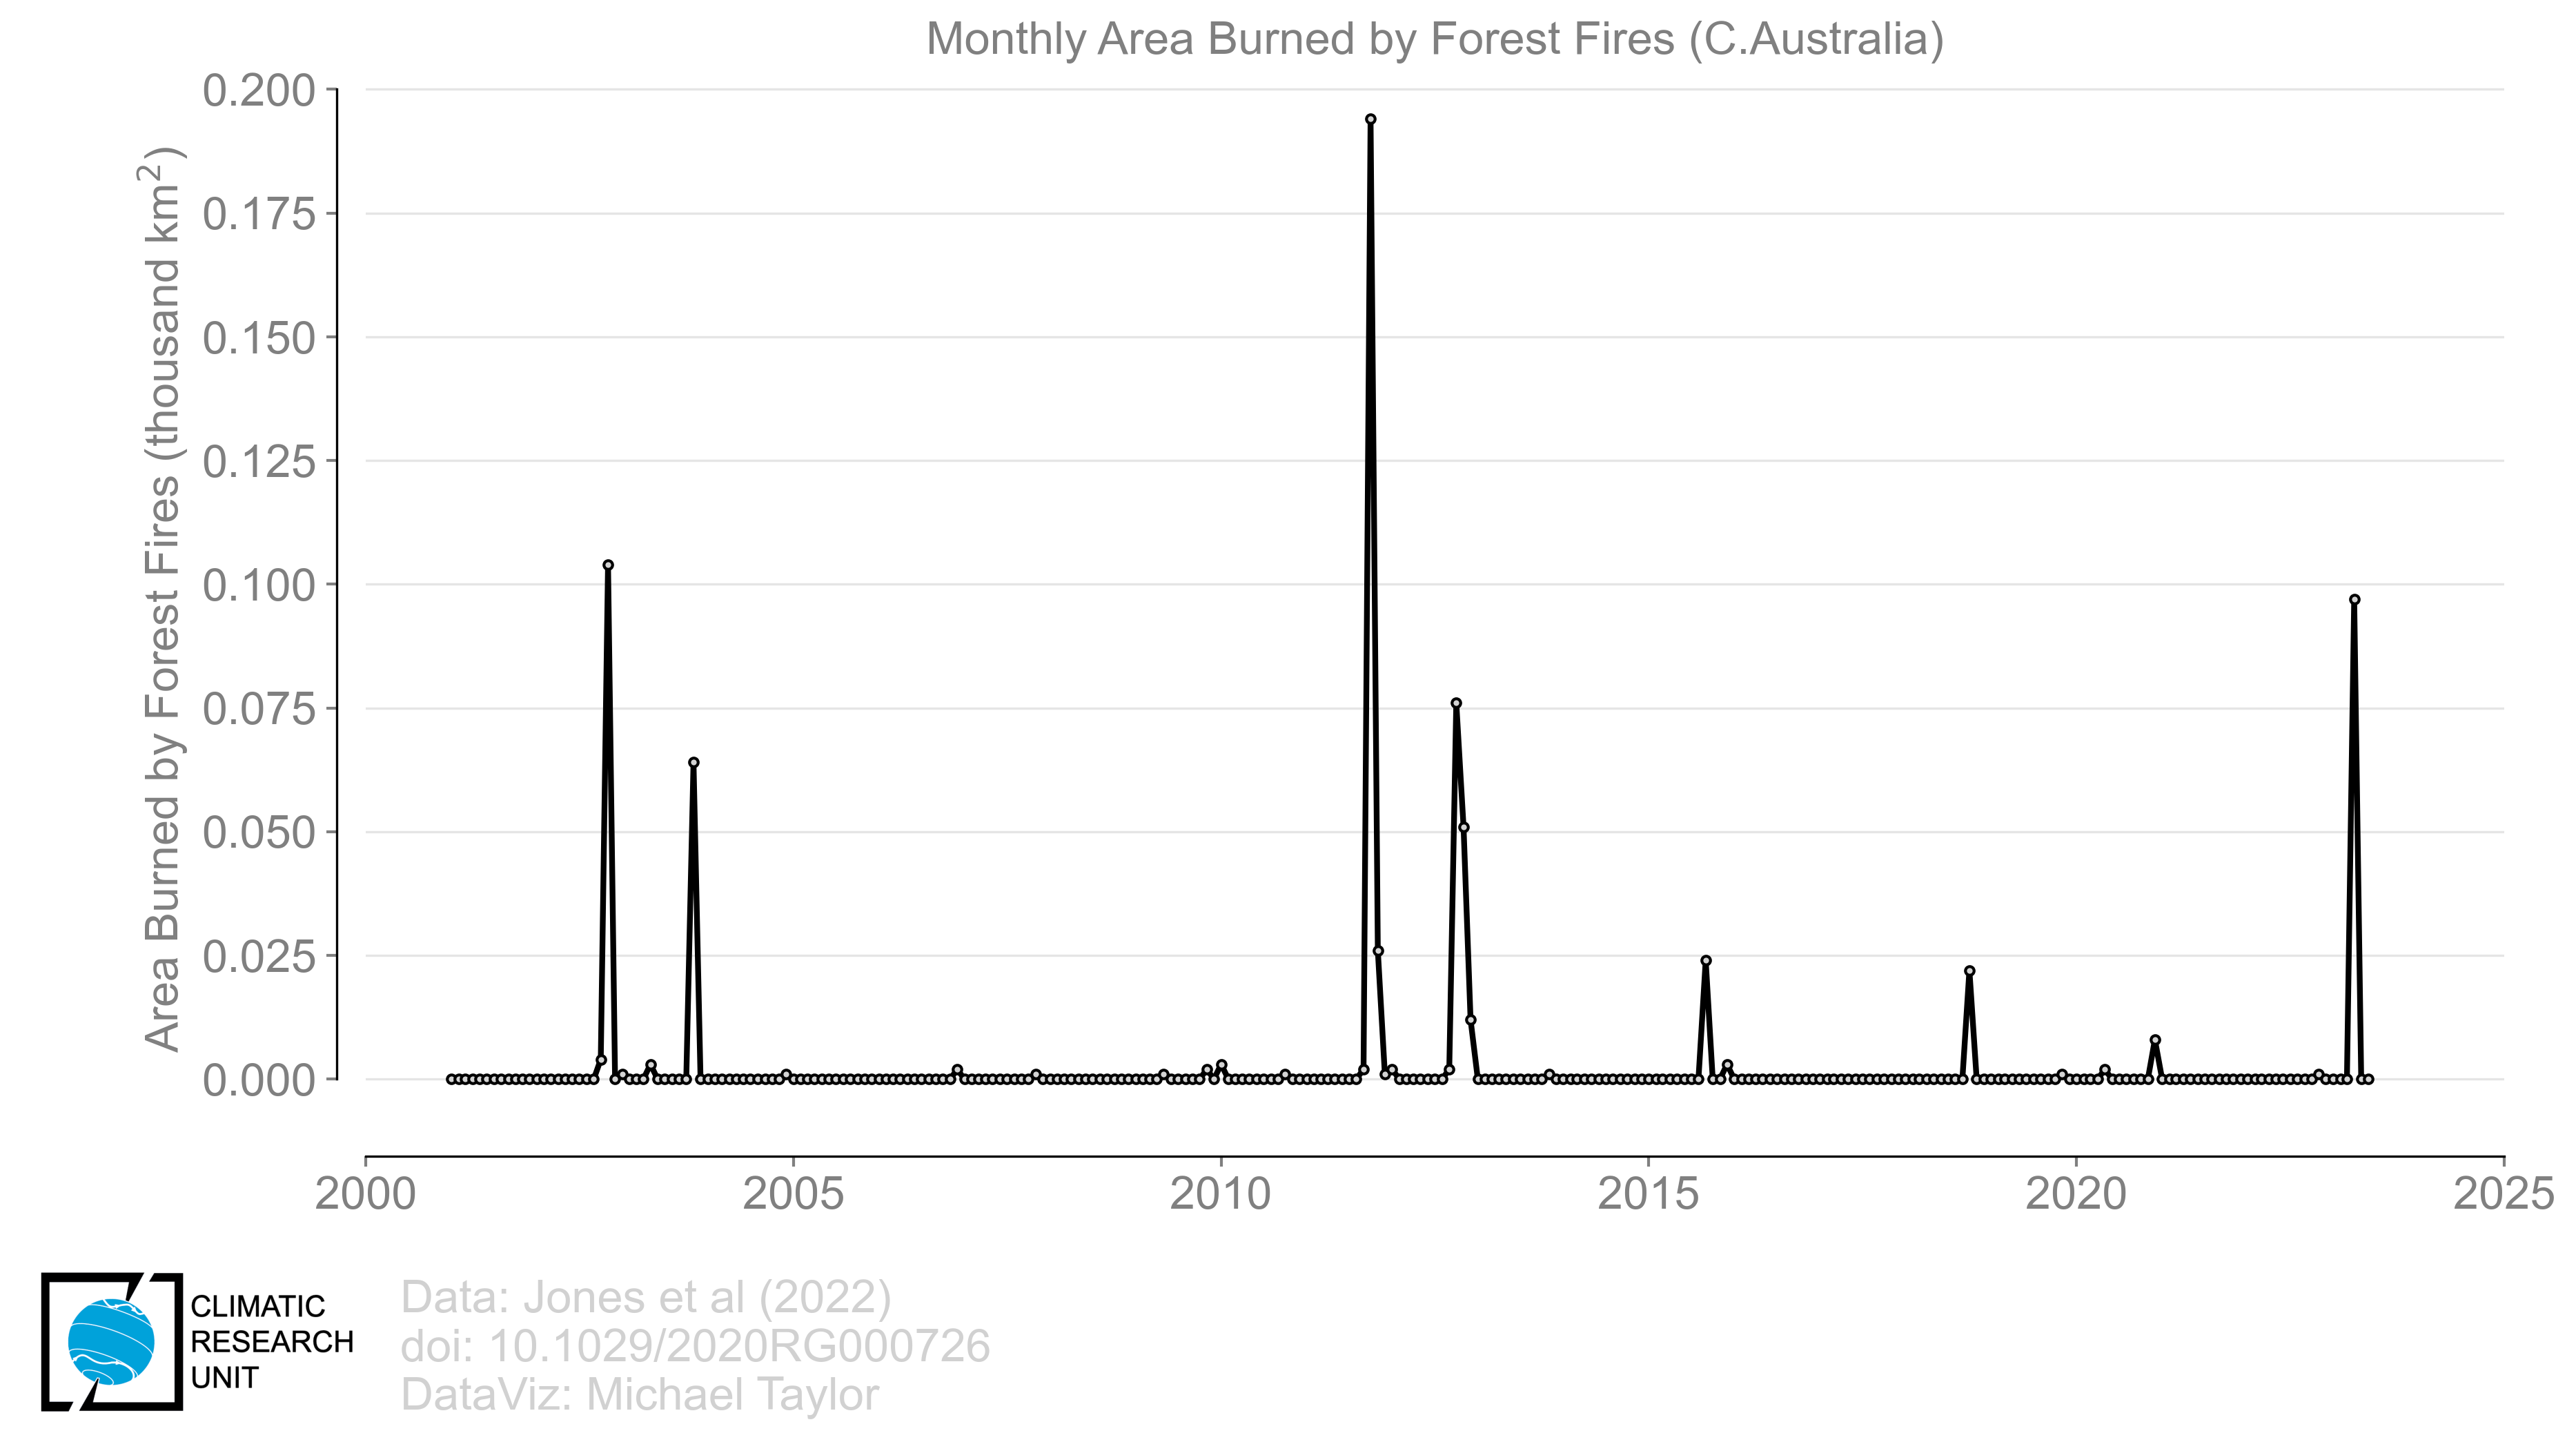 Monthly Area Burned by Forest Fires (C.Australia)
Area Burned by Forest Fires (thousand km²)
0.200
0.175
0.150
0.125
0.100
0.075
0.050
0.025
0.000
2000 2005 2010 2015 2020 2025
CLIMATIC
RESEARCH
UNIT
Data: Jones et al (2022)
doi: 10.1029/2020RG000726
DataViz: Michael Taylor